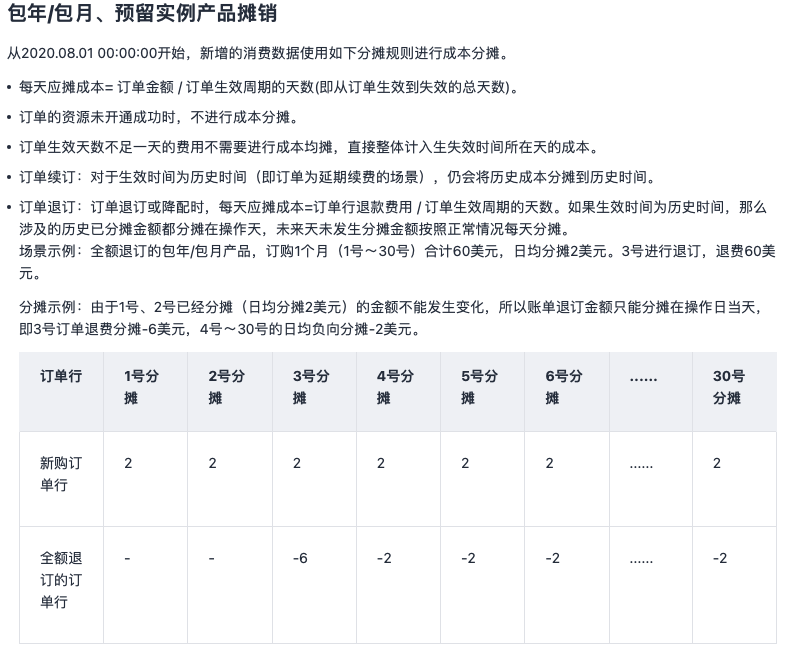 包年/包月、预留实例产品摊销
从2020.08.01 00:00:00开始，新增的消费数据使用如下分摊规则进行成本分摊。
• 每天应摊成本= 订单金额 / 订单生效周期的天数(即从订单生效到失效的总天数)。
• 订单的资源未开通成功时，不进行成本分摊。
• 订单生效天数不足一天的费用不需要进行成本均摊，直接整体计入生失效时间所在天的成本。
• 订单续订：对于生效时间为历史时间（即订单为延期续费的场景），仍会将历史成本分摊到历史时间。
• 订单退订：订单退订或降配时，每天应摊成本=订单行退款费用 / 订单生效周期的天数。如果生效时间为历史时间，那么
涉及的历史已分摊金额都分摊在操作天，未来天未发生分摊金额按照正常情况每天分摊。
场景示例：全额退订的包年/包月产品，订购1个月（1号～30号）合计60美元，日均分摊2美元。3号进行退订，退费60美
元。
分摊示例：由于1号、2号已经分摊（日均分摊2美元）的金额不能发生变化，所以账单退订金额只能分摊在操作日当天，
即3号订单退费分摊-6美元，4号～30号的日均负向分摊-2美元。
订单行 1号分 2号分 3号分 4号分 5号分 6号分 …… 30号
摊 摊 摊 摊 摊 摊 分摊
新购订 2 2 2 2 2 2 …… 2
单行
全额退 - - -6 -2 -2 -2 …… -2
订的订
单行